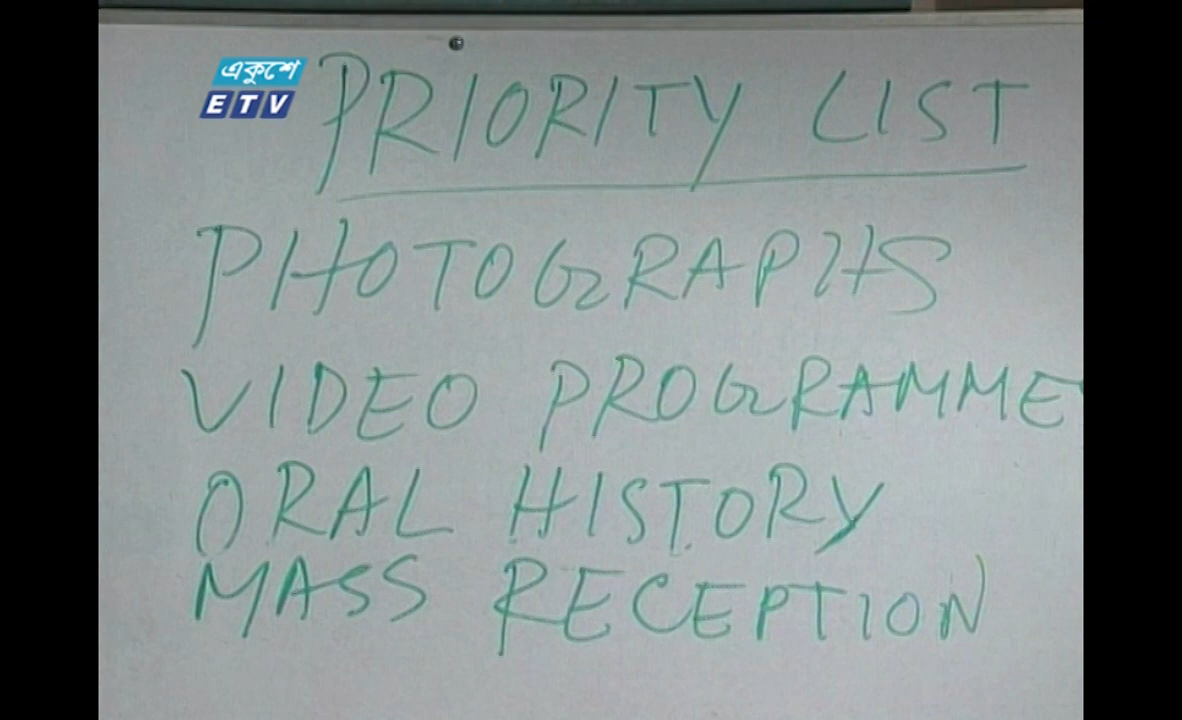 একুশে
ETV
PRIORITY LIST
PHOTOGRAPHS
VIDEO PROGRAMME
ORAL HISTORY
MASS RECEPTION